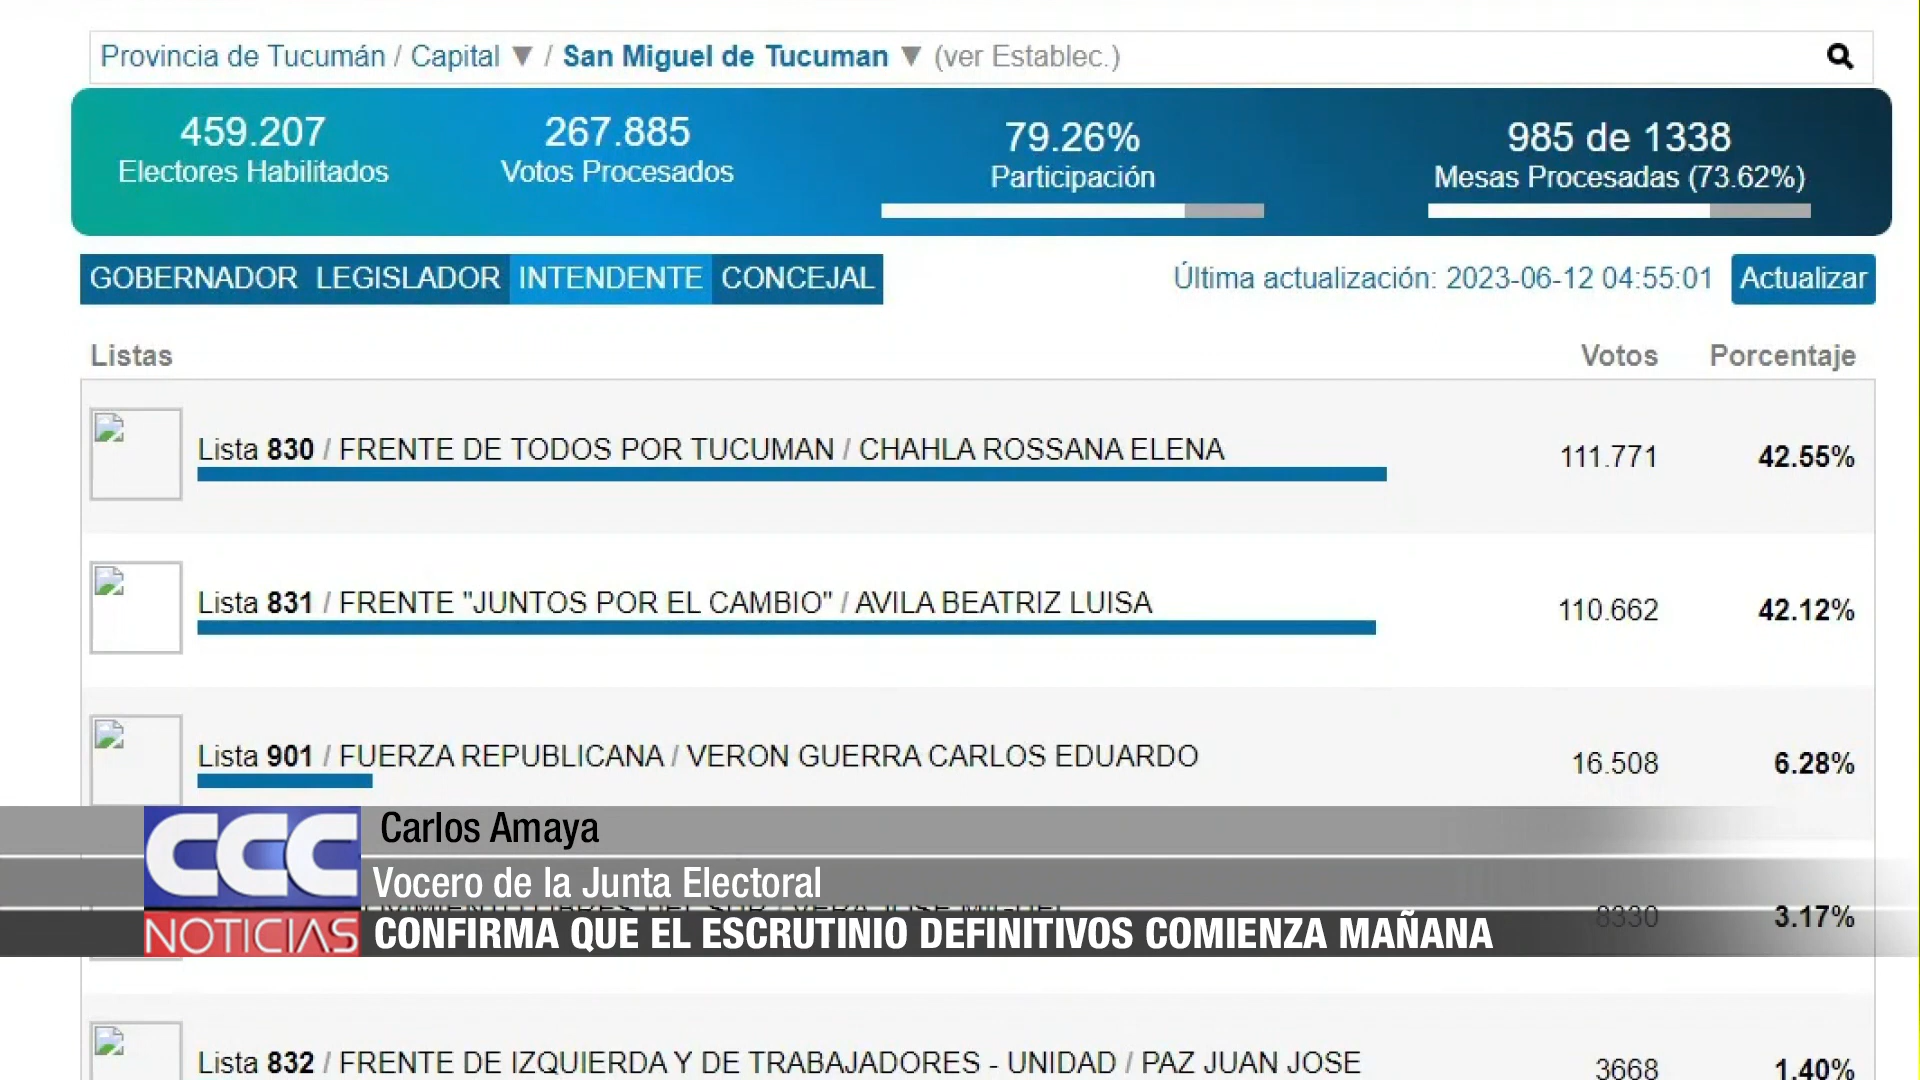 Provincia de Tucumán / Capital ▼ / San Miguel de Tucuman ▼ (ver Establec.)
459.207 267.885 79.26% 985 de 1338
Electores Habilitados Votos Procesados Participación Mesas Procesadas (73.62%)
GOBERNADOR LEGISLADOR INTENDENTE CONCEJAL Última actualización: 2023-06-12 04:55:01 Actualizar
Listas Votos Porcentaje
Lista 830 / FRENTE DE TODOS POR TUCUMAN / CHAHLA ROSSANA ELENA 111.771 42.55%
Lista 831 / FRENTE "JUNTOS POR EL CAMBIO" / AVILA BEATRIZ LUISA 110.662 42.12%
Lista 901 / FUERZA REPUBLICANA / VERON GUERRA CARLOS EDUARDO 16.508 6.28%
CCC Carlos Amaya
Vocero de la Junta Electoral
LIBRES DEL SUR / VERA JOSE MIGUEL 8330 3.17%
NOTICIAS CONFIRMA QUE EL ESCRUTINIO DEFINITIVOS COMIENZA MAÑANA
Lista 832 / FRENTE DE IZQUIERDA Y DE TRABAJADORES - UNIDAD / PAZ JUAN JOSE 3668 1.40%